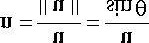 n = u / || u || = u / sin θ